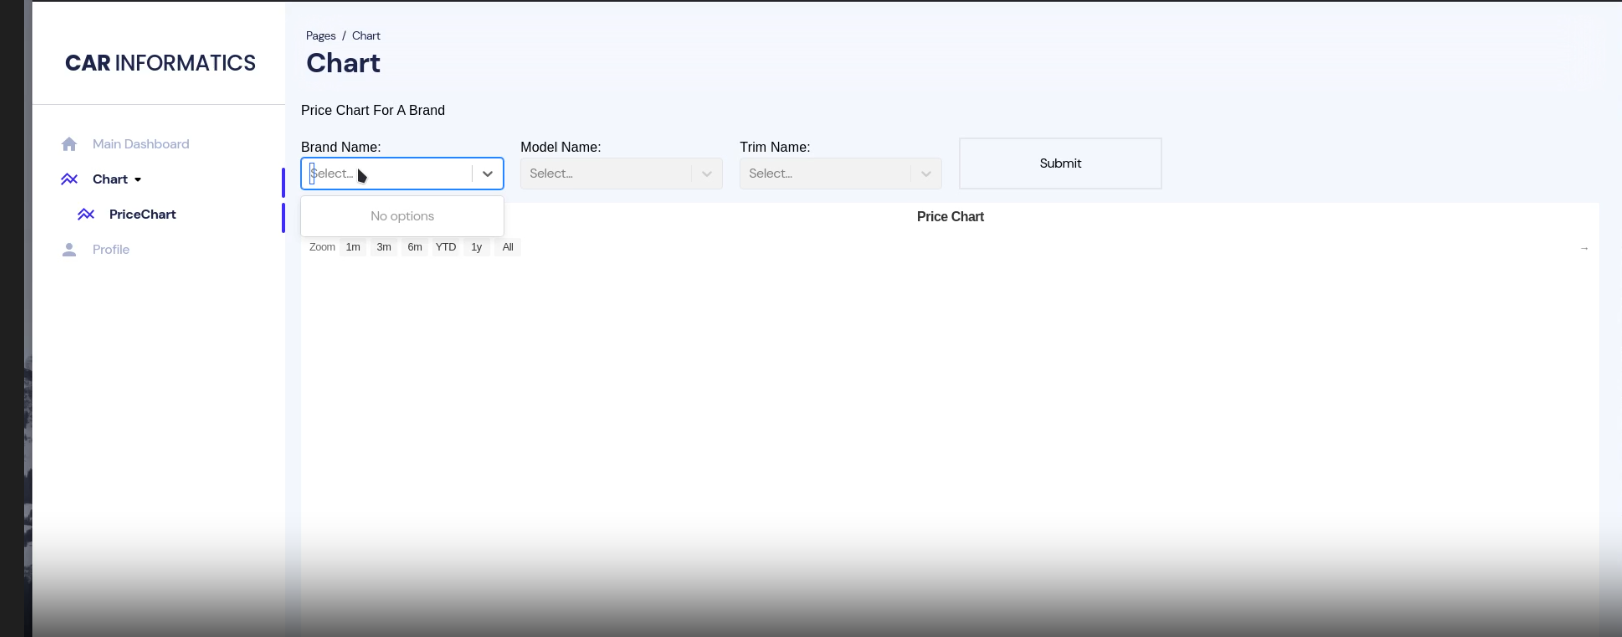 CAR INFORMATICS
Main Dashboard
Chart
PriceChart
Profile
Pages / Chart
Chart
Price Chart For A Brand
Brand Name: Model Name: Trim Name:
Select... Select... Select... Submit
No options
Price Chart
Zoom 1m 3m 6m YTD 1y All →